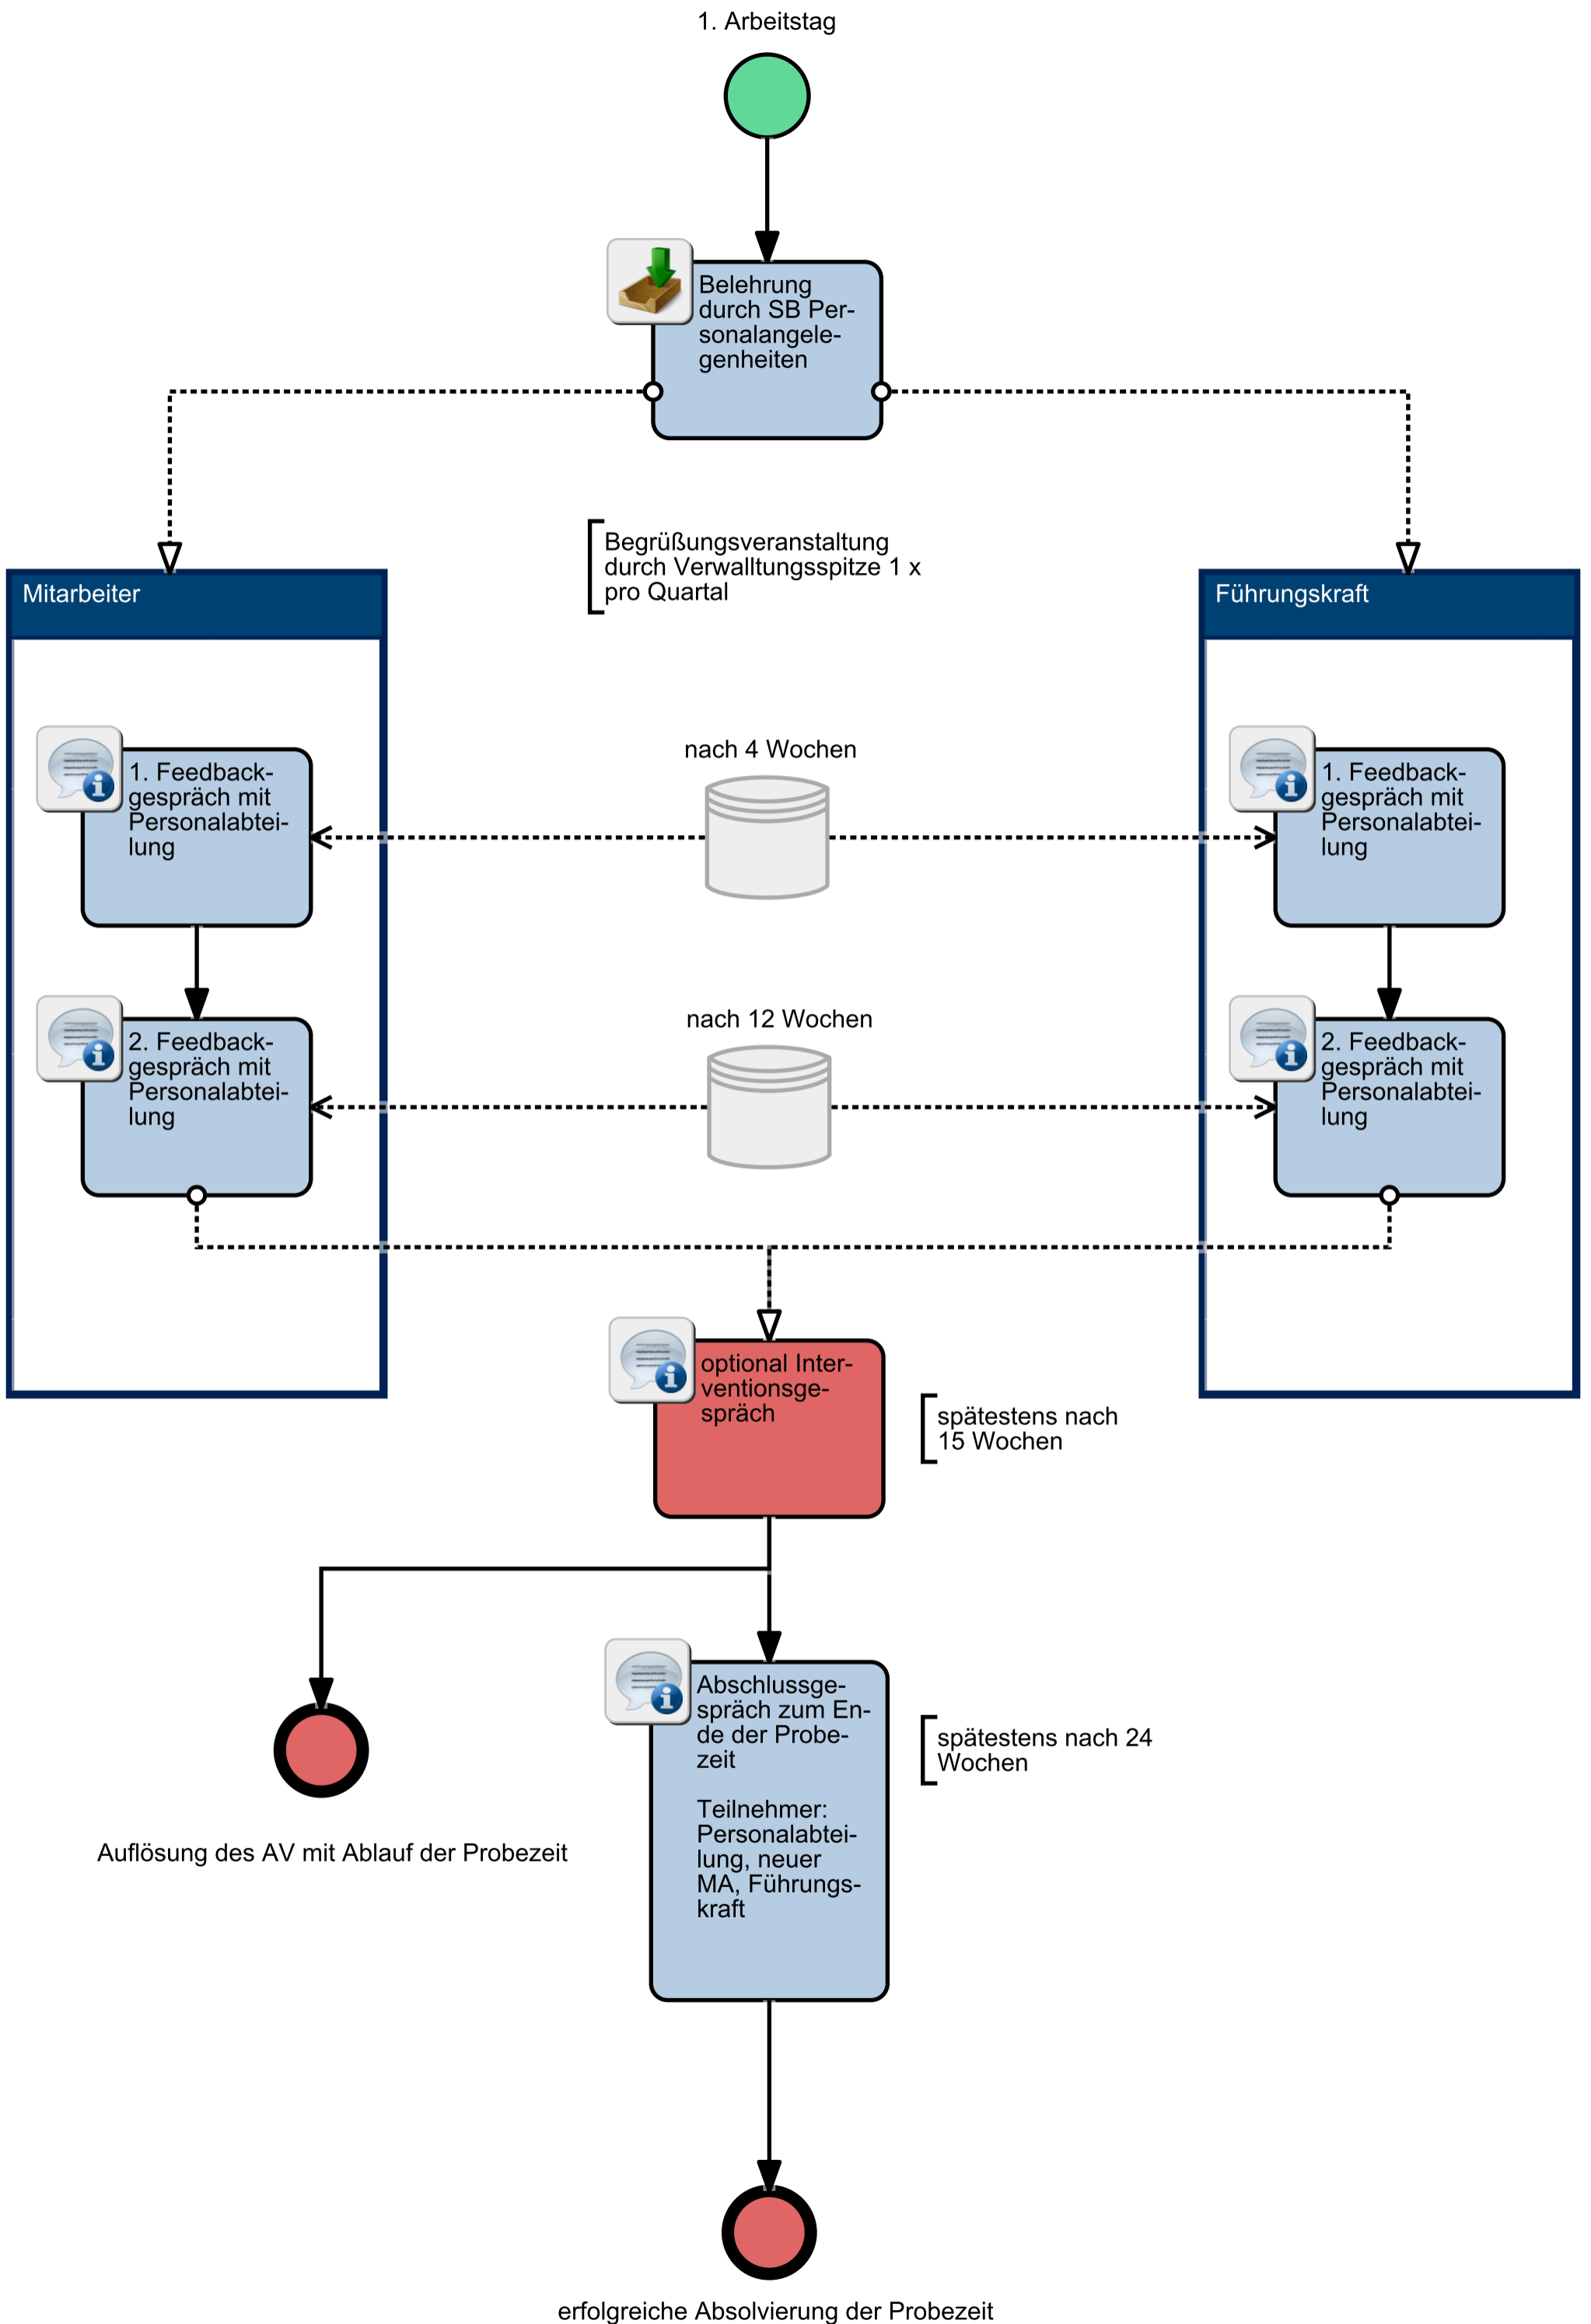 1. Arbeitstag
Belehrung
durch SB Per-
sonalangele-
genheiten
Begrüßungsveranstaltung
durch Verwalltungsspitze 1 x
pro Quartal
Mitarbeiter
Führungskraft
nach 4 Wochen
1. Feedback-
gespräch mit
Personalabtei-
lung
1. Feedback-
gespräch mit
Personalabtei-
lung
nach 12 Wochen
2. Feedback-
gespräch mit
Personalabtei-
lung
2. Feedback-
gespräch mit
Personalabtei-
lung
optional Inter-
ventionsge-
spräch
spätestens nach
15 Wochen
Abschlussge-
spräch zum En-
de der Probe-
zeit
Teilnehmer:
Personalabtei-
lung, neuer
MA, Führungs-
kraft
spätestens nach 24
Wochen
Auflösung des AV mit Ablauf der Probezeit
erfolgreiche Absolvierung der Probezeit